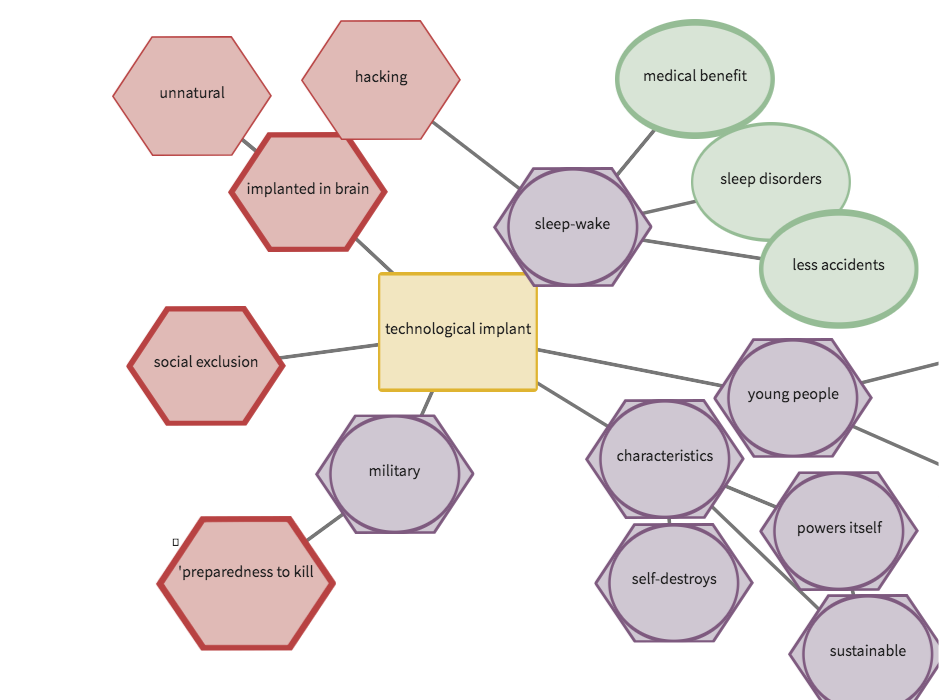 hacking
medical benefit
unnatural
sleep disorders
implanted in brain
sleep-wake
less accidents
technological implant
social exclusion
young people
characteristics
military
powers itself
'preparedness to kill
self-destroys
sustainable